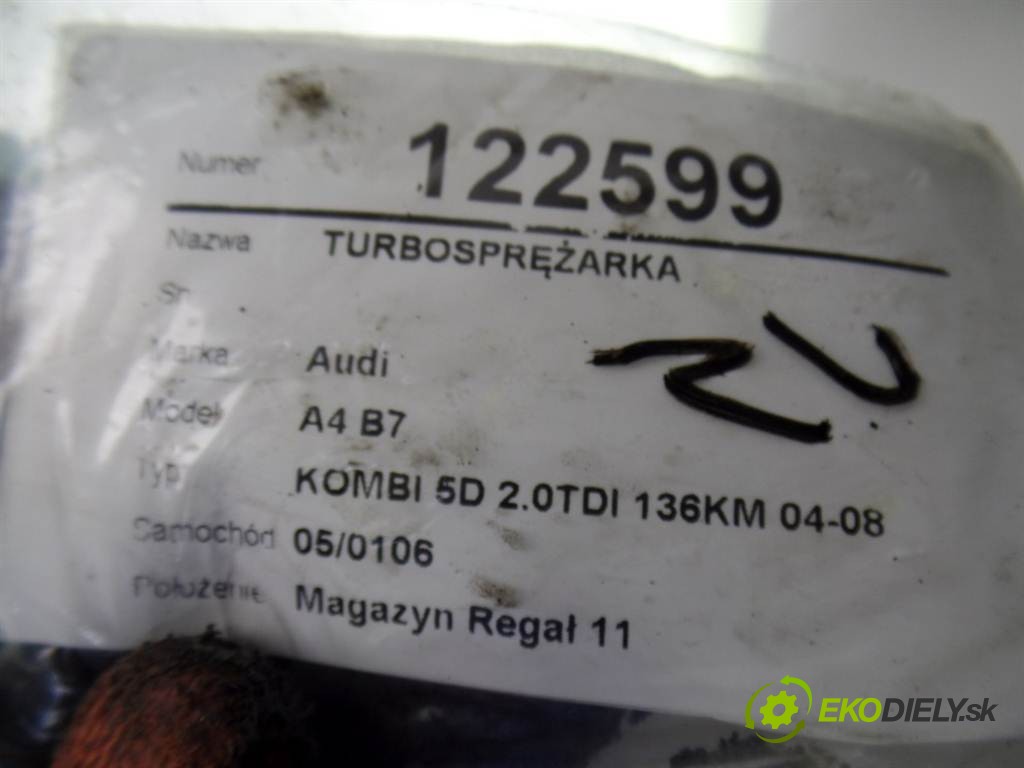 Numer 122599
Nazwa TURBOSPRĘŻARKA
Marka Audi
Model A4 B7
Typ KOMBI 5D 2.0TDI 136KM 04-08
Samochód 05/0106
Położenie Magazyn Regał 11
EKODIELY.sk